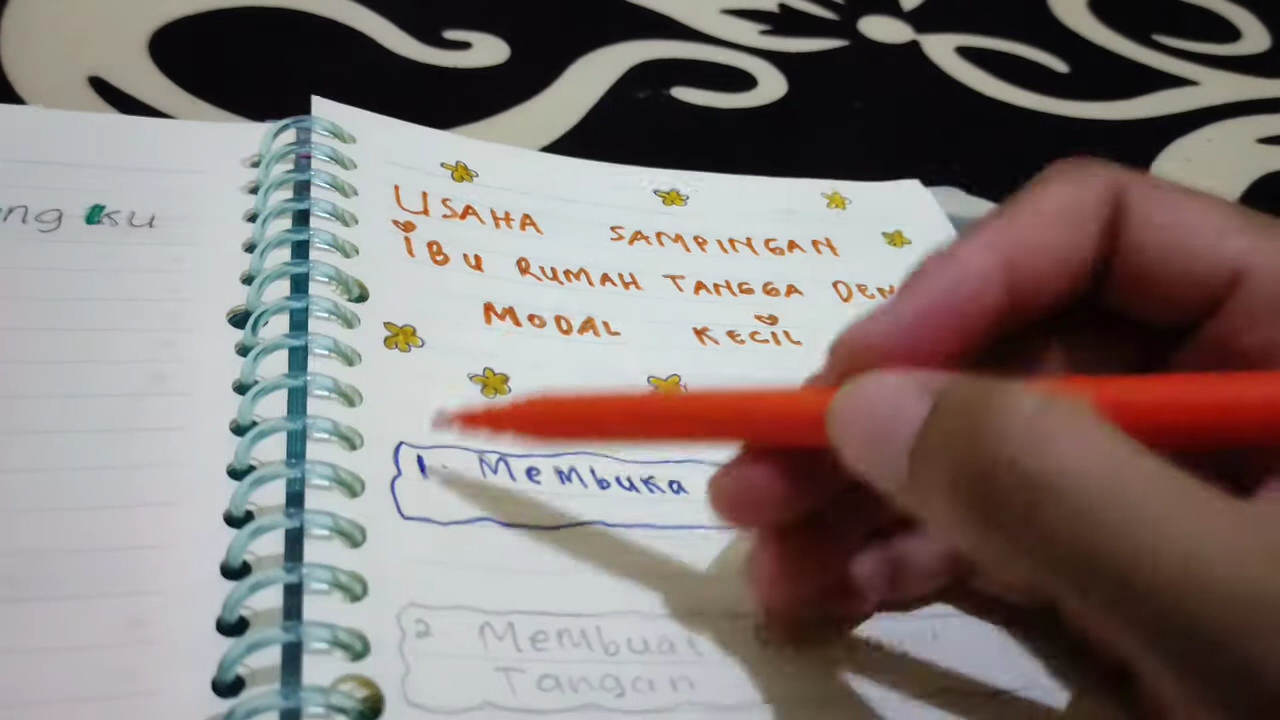 ng ku
USAHA SAMPINGAN
iBU RUMAH TANGGA DEN
MODAL KECIL
1. Membuka
2 Membuat
Tangan